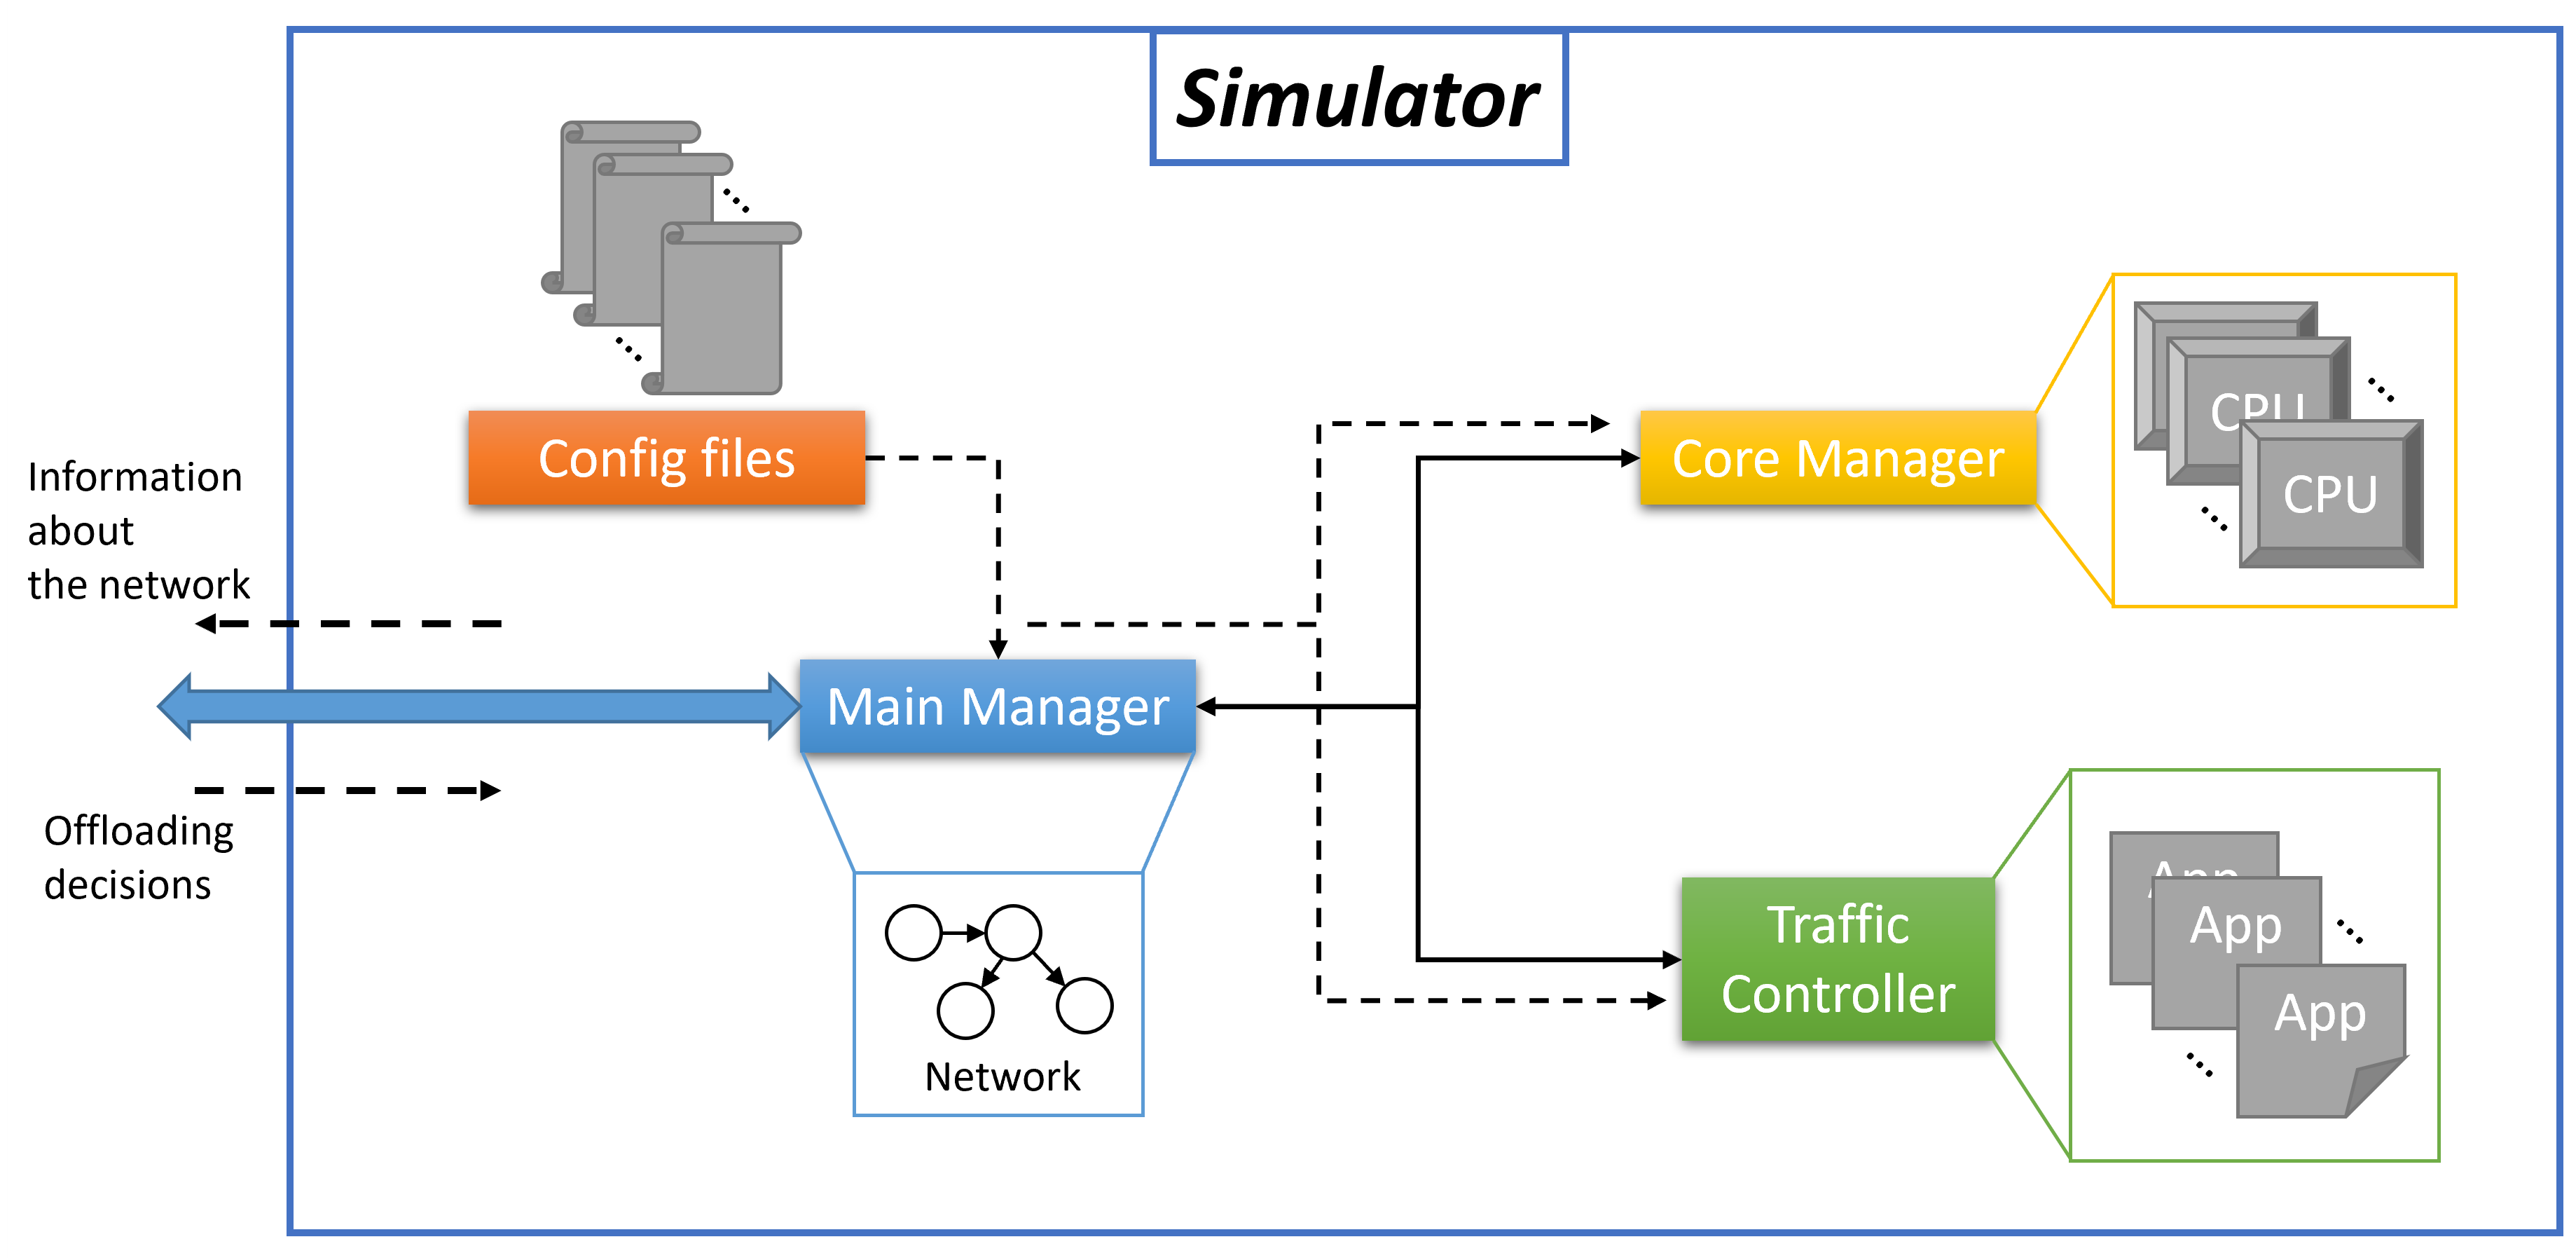 Simulator
Config files
Information
about
the network
Core Manager
CPU
CPU
Main Manager
Offloading
decisions
Traffic
Controller
App
App
App
Network